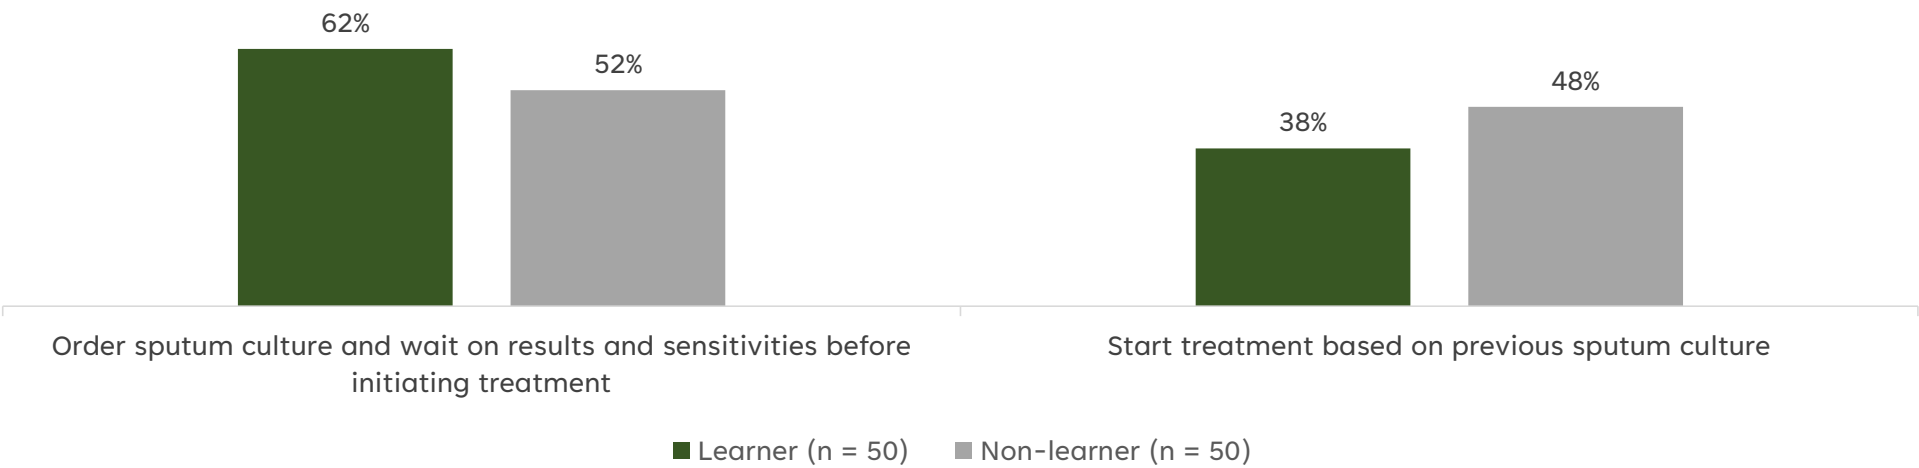 62%
52%
48%
38%
Order sputum culture and wait on results and sensitivities before
initiating treatment
Start treatment based on previous sputum culture
Learner (n = 50)
Non-learner (n = 50)